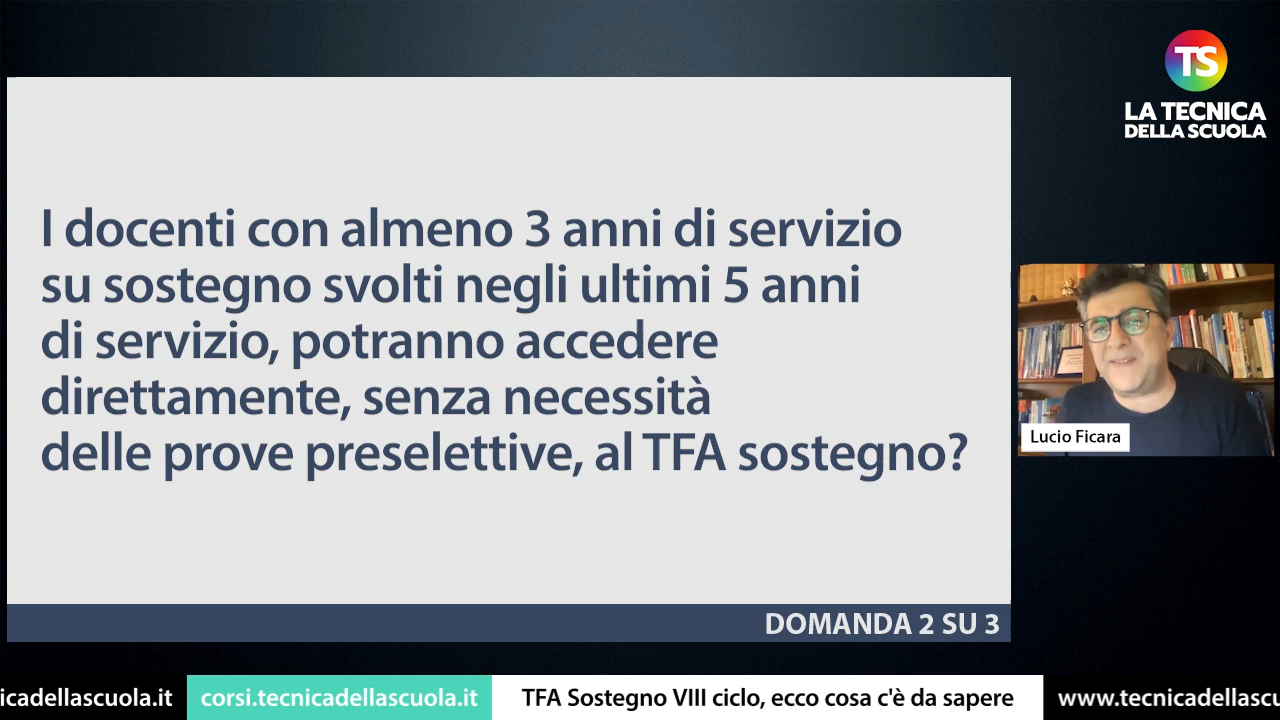 TS
LA TECNICA
DELLA SCUOLA
I docenti con almeno 3 anni di servizio
su sostegno svolti negli ultimi 5 anni
di servizio, potranno accedere
direttamente, senza necessità
delle prove preselettive, al TFA sostegno?
Lucio Ficara
DOMANDA 2 SU 3
icadellascuola.it corsi.tecnicadellascuola.it TFA Sostegno VIII ciclo, ecco cosa c'è da sapere www.tecnicadellascu